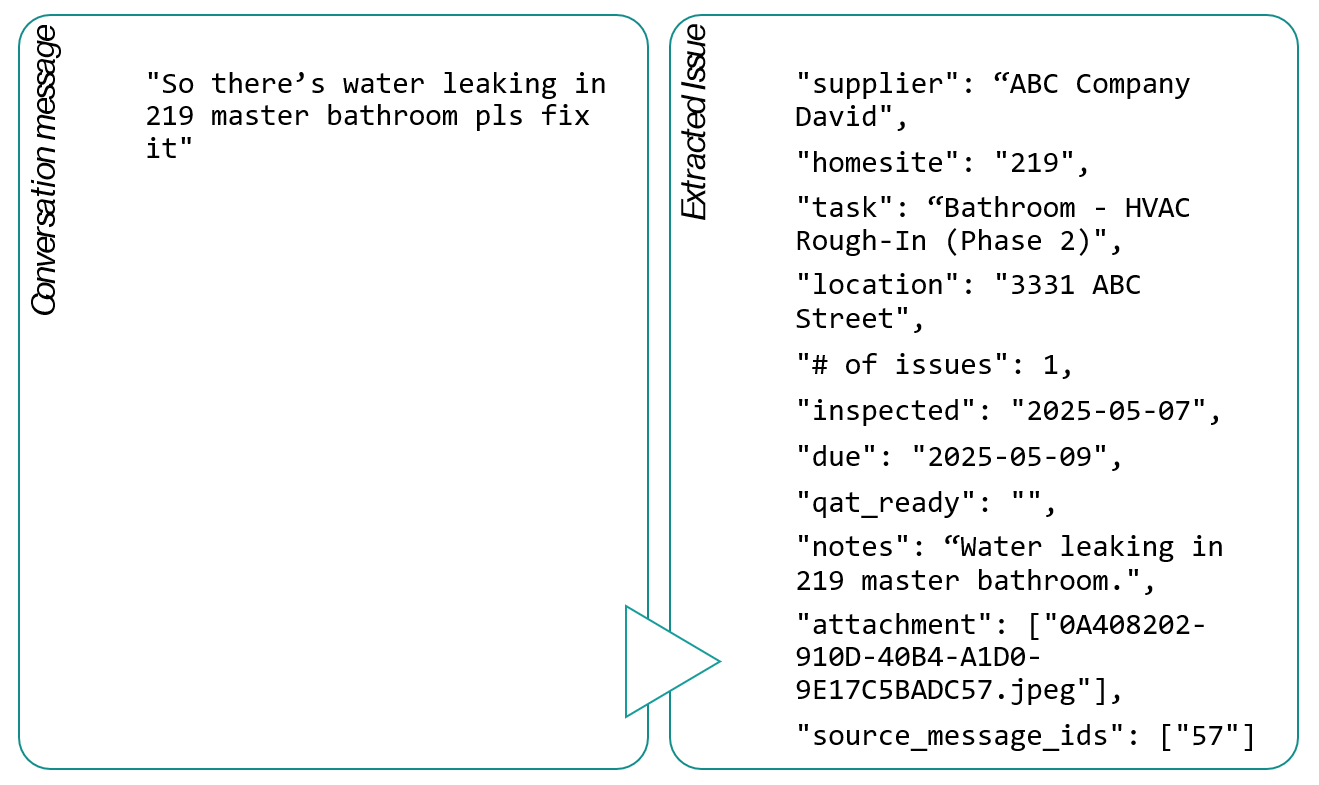 Conversation message
"So there’s water leaking in
219 master bathroom pls fix
it"
Extracted Issue
"supplier": “ABC Company
David",
"homesite": "219",
"task": “Bathroom - HVAC
Rough-In (Phase 2)",
"location": "3331 ABC
Street",
"# of issues": 1,
"inspected": "2025-05-07",
"due": "2025-05-09",
"qat_ready": "",
"notes": “Water leaking in
219 master bathroom.",
"attachment": ["0A408202-
910D-40B4-A1D0-
9E17C5BADC57.jpeg"],
"source_message_ids": ["57"]